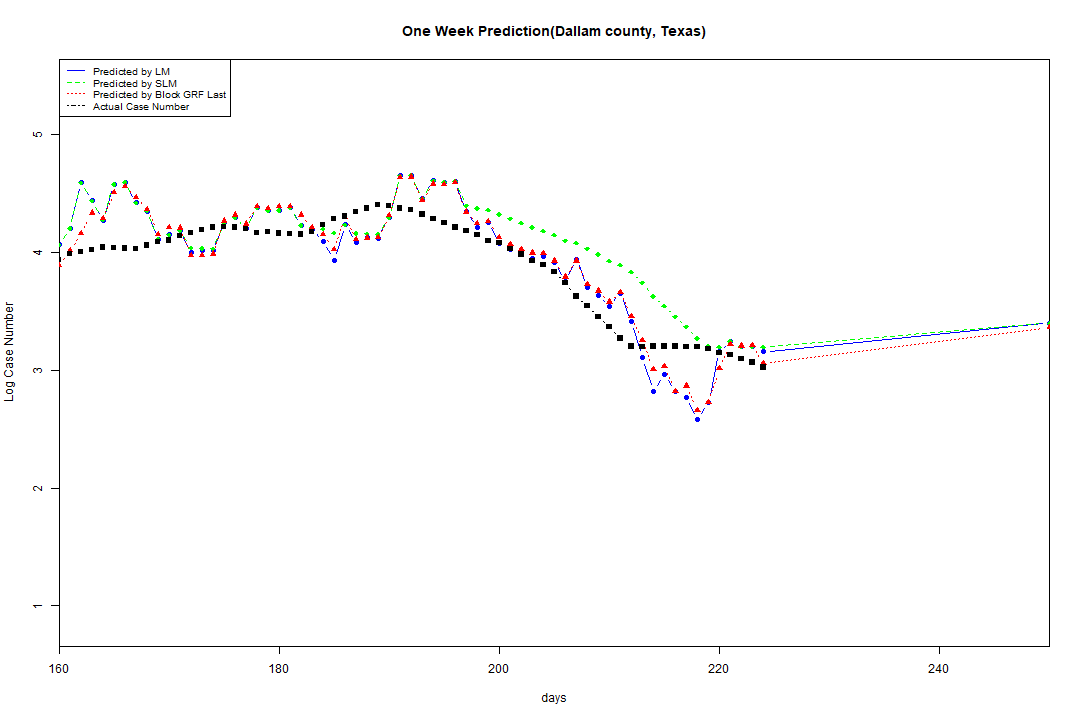 One Week Prediction(Dallam county, Texas)
Predicted by LM
Predicted by SLM
Predicted by Block GRF Last
Actual Case Number
5
4
3
2
1
Log Case Number
160 180 200 220 240
days